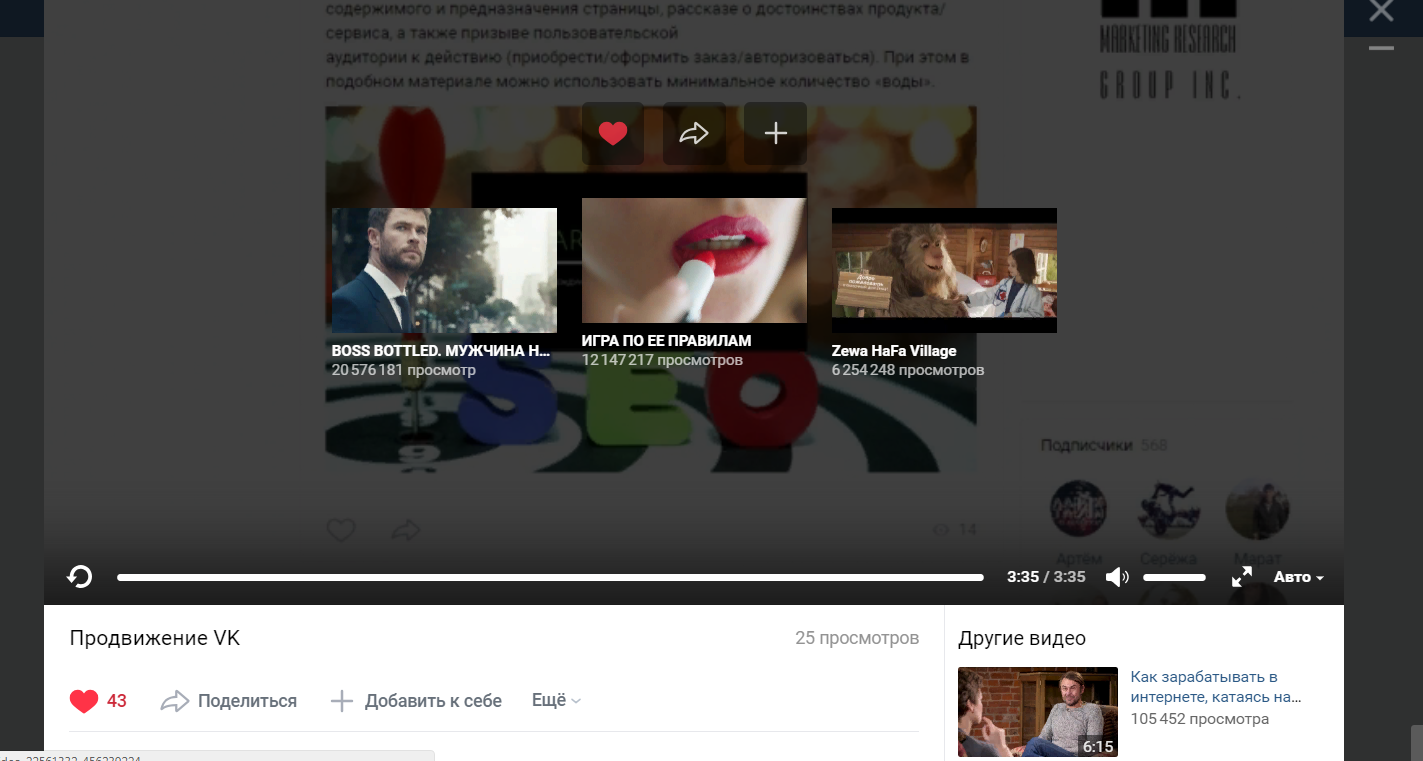 содержимого и предназначения страницы, рассказе о достоинствах продукта/
сервиса, а также призыве пользовательской
аудитории к действию (приобрести/оформить заказ/авторизоваться). При этом в
подобном материале можно использовать минимальное количество «воды».
MARKETING RESEARCH
GROUP INC.
Добро
пожаловать
BOSS BOTTLED. МУЖЧИНА Н...
20 576 181 просмотр
ИГРА ПО ЕЕ ПРАВИЛАМ
12 147 217 просмотров
Zewa HaFa Village
6 254 248 просмотров
SEO
Подписчики 568
14
Артём Серёжа Марат
3:35 / 3:35
Авто
Продвижение VK
25 просмотров
43 Поделиться Добавить к себе Ещё
Другие видео
Как зарабатывать в
интернете, катаясь на...
105 452 просмотра
6:15